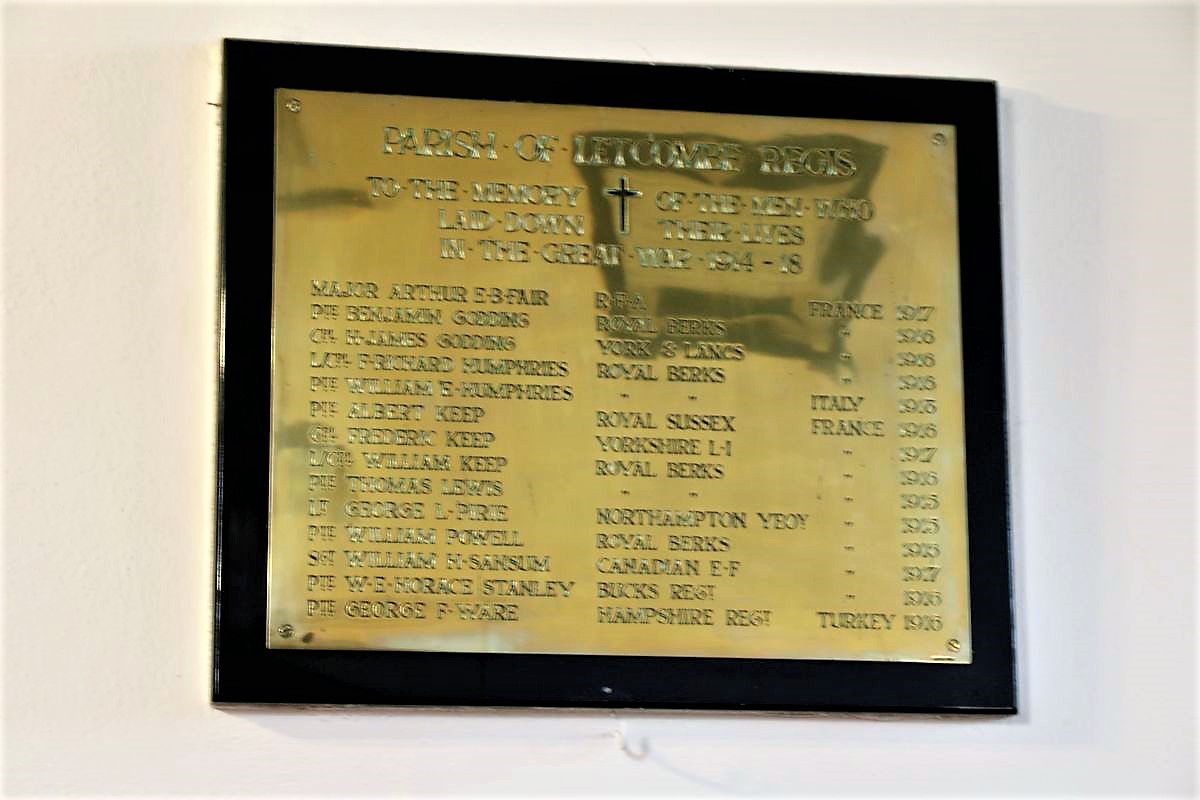 PARISH · OF · LETCOMBE · REGIS
TO · THE · MEMORY OF · THE · MEN · WHO
LAID · DOWN THEIR · LIVES
IN · THE · GREAT · WAR · 1914 - 18
MAJOR ARTHUR E·B·FAIR R·F·A FRANCE 1917
PTE BENJAMIN GODDING ROYAL BERKS " 1916
CPL H·JAMES GODDING YORK & LANCS " 1916
L/CPL F·RICHARD HUMPHRIES ROYAL BERKS " 1916
PTE WILLIAM E·HUMPHRIES " " ITALY
PTE ALBERT KEEP ROYAL SUSSEX FRANCE 1916
CPL FREDERIC KEEP YORKSHIRE L·I " 1917
L/CPL WILLIAM KEEP ROYAL BERKS " 1916
PTE THOMAS LEWIS " " " 1915
LT GEORGE L·PIRIE NORTHAMPTON YEOY " 1915
PTE WILLIAM POWELL ROYAL BERKS "
SGT WILLIAM H·SANSUM CANADIAN E·F " 1917
PTE W·E·HORACE STANLEY BUCKS REGT " 1916
PTE GEORGE F·WARE HAMPSHIRE REGT TURKEY 1916